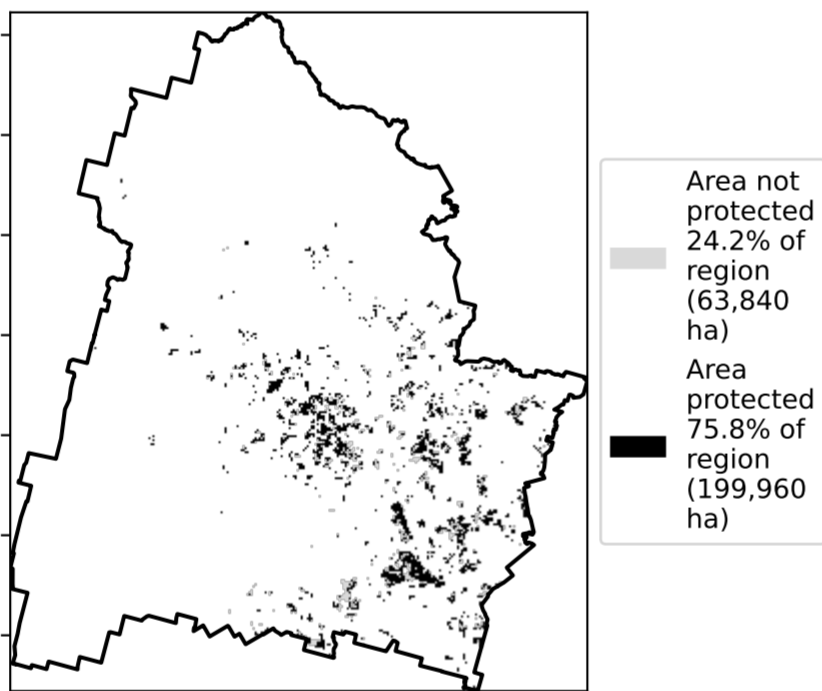 Area not
protected
24.2% of
region
(63,840
ha)
Area
protected
75.8% of
region
(199,960
ha)